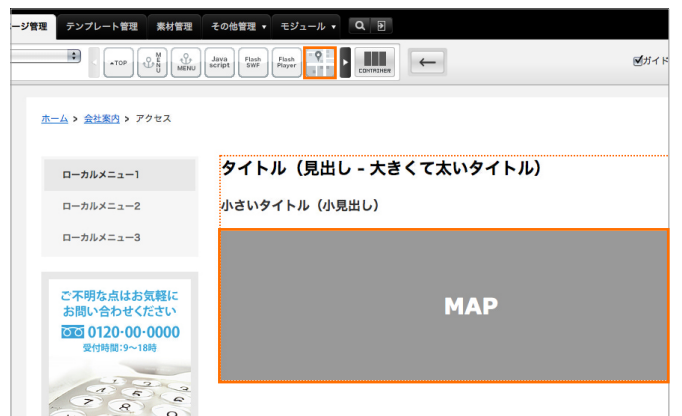 ージ管理 テンプレート管理 素材管理 その他管理 ▼ モジュール ▼
▲TOP MENU MENU Java script Flash SWF Flash Player CONTAINER ← ガイド
ホーム > 会社案内 > アクセス
ローカルメニュー1
ローカルメニュー2
ローカルメニュー3
タイトル（見出し - 大きくて太いタイトル）
小さいタイトル（小見出し）
MAP
ご不明な点はお気軽に
お問い合わせください
0120-00-0000
受付時間:9〜18時